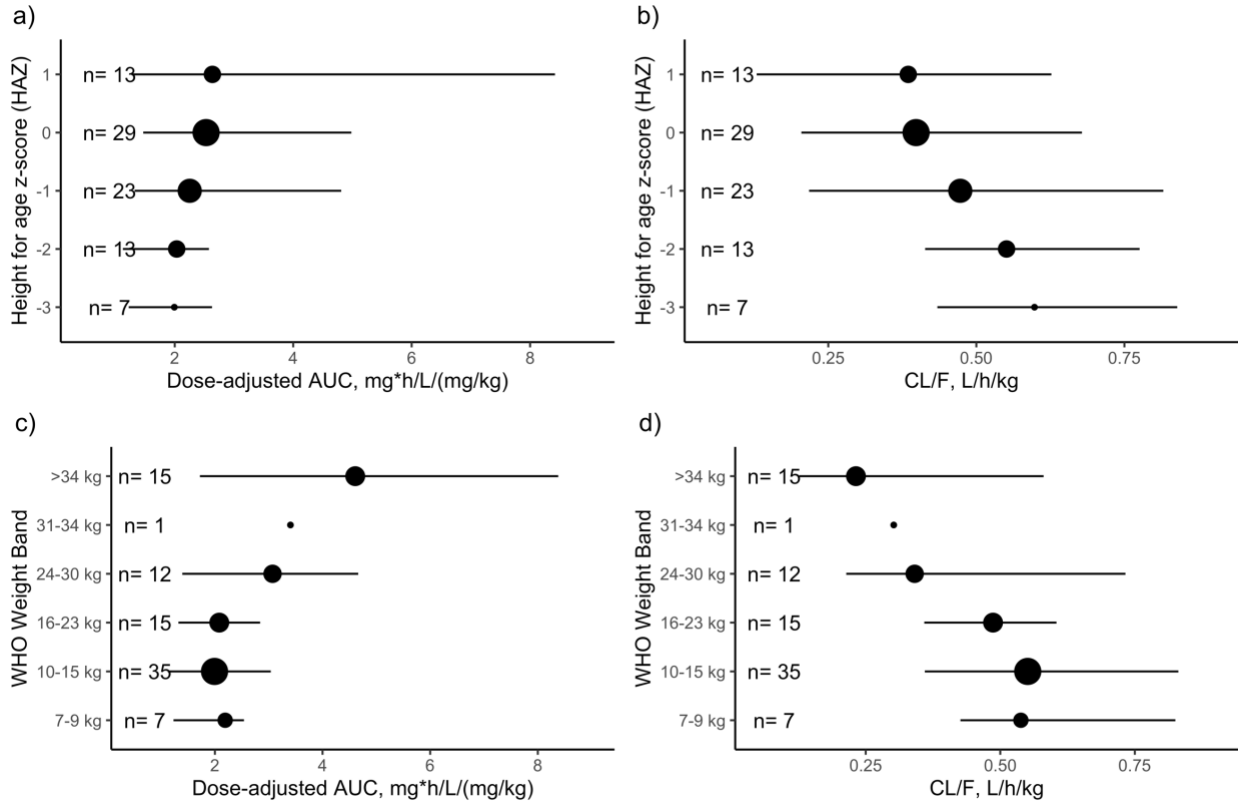 a)
Height for age z-score (HAZ)
1
0
-1
-2
-3
n= 13
n= 29
n= 23
n= 13
n= 7
2
4
6
8
Dose-adjusted AUC, mg*h/L/(mg/kg)
b)
Height for age z-score (HAZ)
1
0
-1
-2
-3
n= 13
n= 29
n= 23
n= 13
n= 7
0.25
0.50
0.75
CL/F, L/h/kg
c)
WHO Weight Band
>34 kg
31-34 kg
24-30 kg
16-23 kg
10-15 kg
7-9 kg
n= 15
n= 1
n= 12
n= 15
n= 35
n= 7
2
4
6
8
Dose-adjusted AUC, mg*h/L/(mg/kg)
d)
WHO Weight Band
>34 kg
31-34 kg
24-30 kg
16-23 kg
10-15 kg
7-9 kg
n= 15
n= 1
n= 12
n= 15
n= 35
n= 7
0.25
0.50
0.75
CL/F, L/h/kg